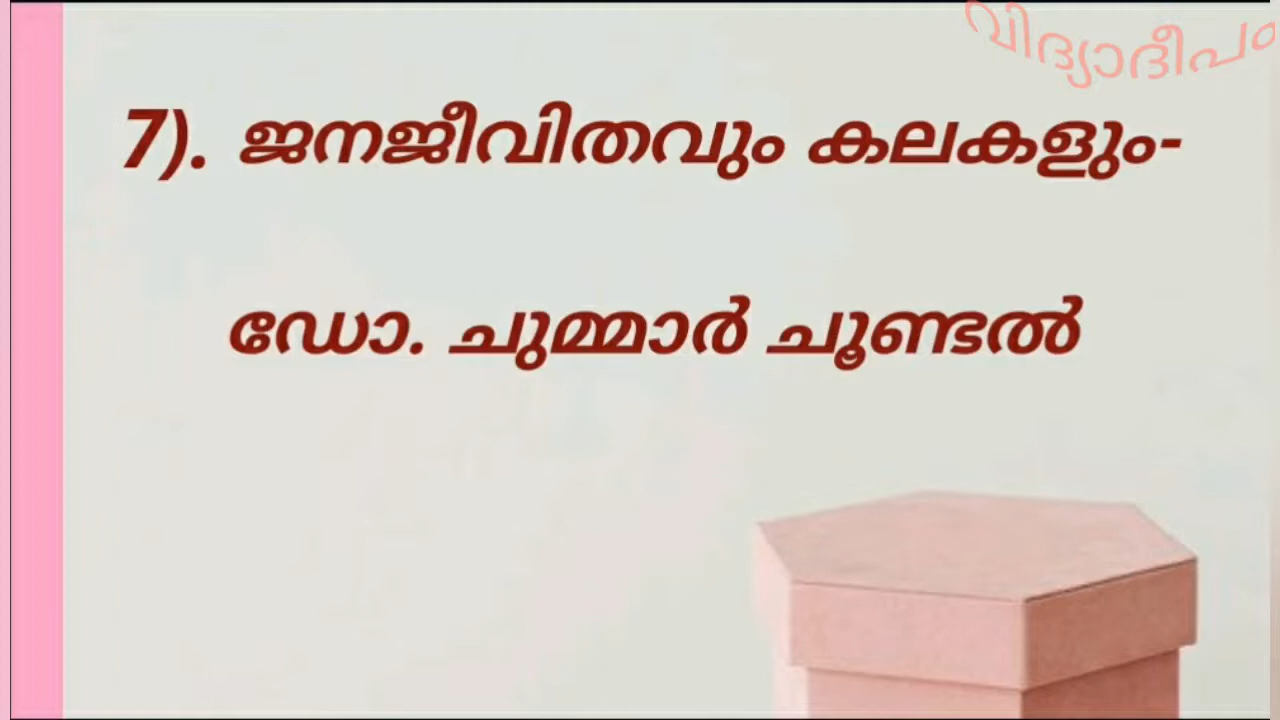 വിദ്യാദീപം
7). ജനജീവിതവും കലകളും-
ഡോ. ചുമ്മാർ ചൂണ്ടൽ